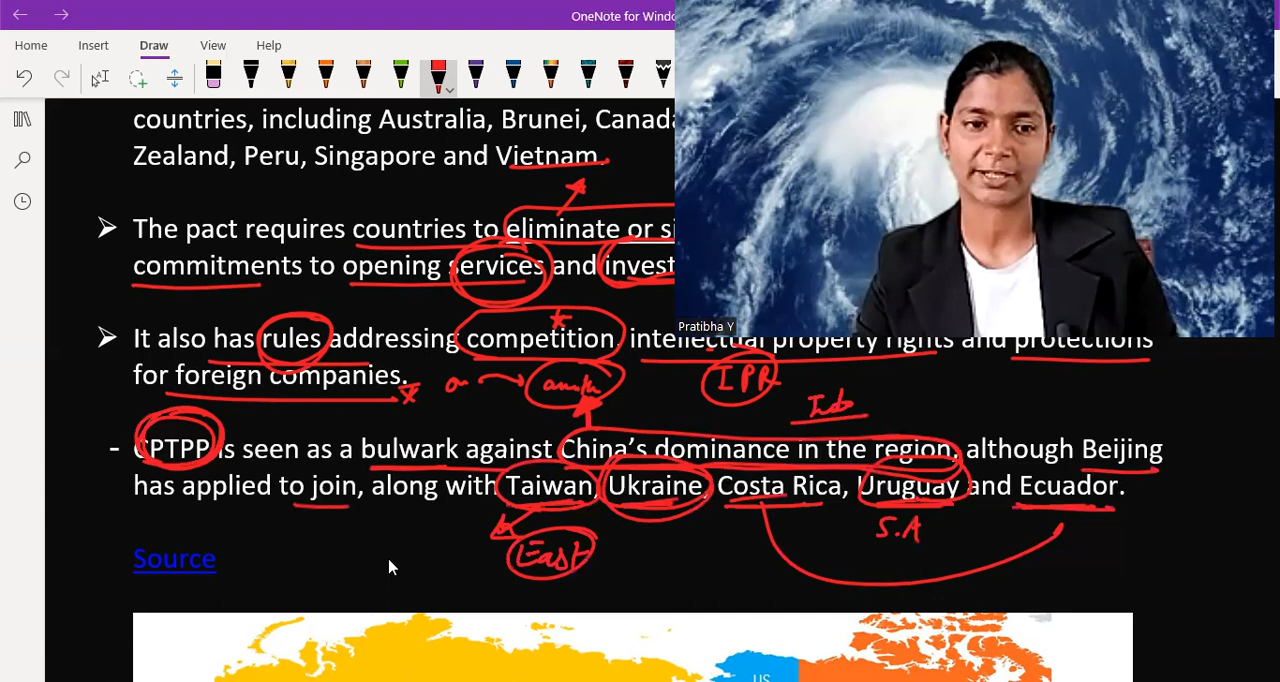 OneNote for Windo
Home Insert Draw View Help
countries, including Australia, Brunei, Canada
Zealand, Peru, Singapore and Vietnam.
The pact requires countries to eliminate or si
commitments to opening services and invest
Pratibha Y
It also has rules addressing competition, intellectual property rights and protections
for foreign companies.
IPR
- CPTPP is seen as a bulwark against China's dominance in the region, although Beijing
has applied to join, along with Taiwan, Ukraine, Costa Rica, Uruguay and Ecuador.
East
S.A
Source
US